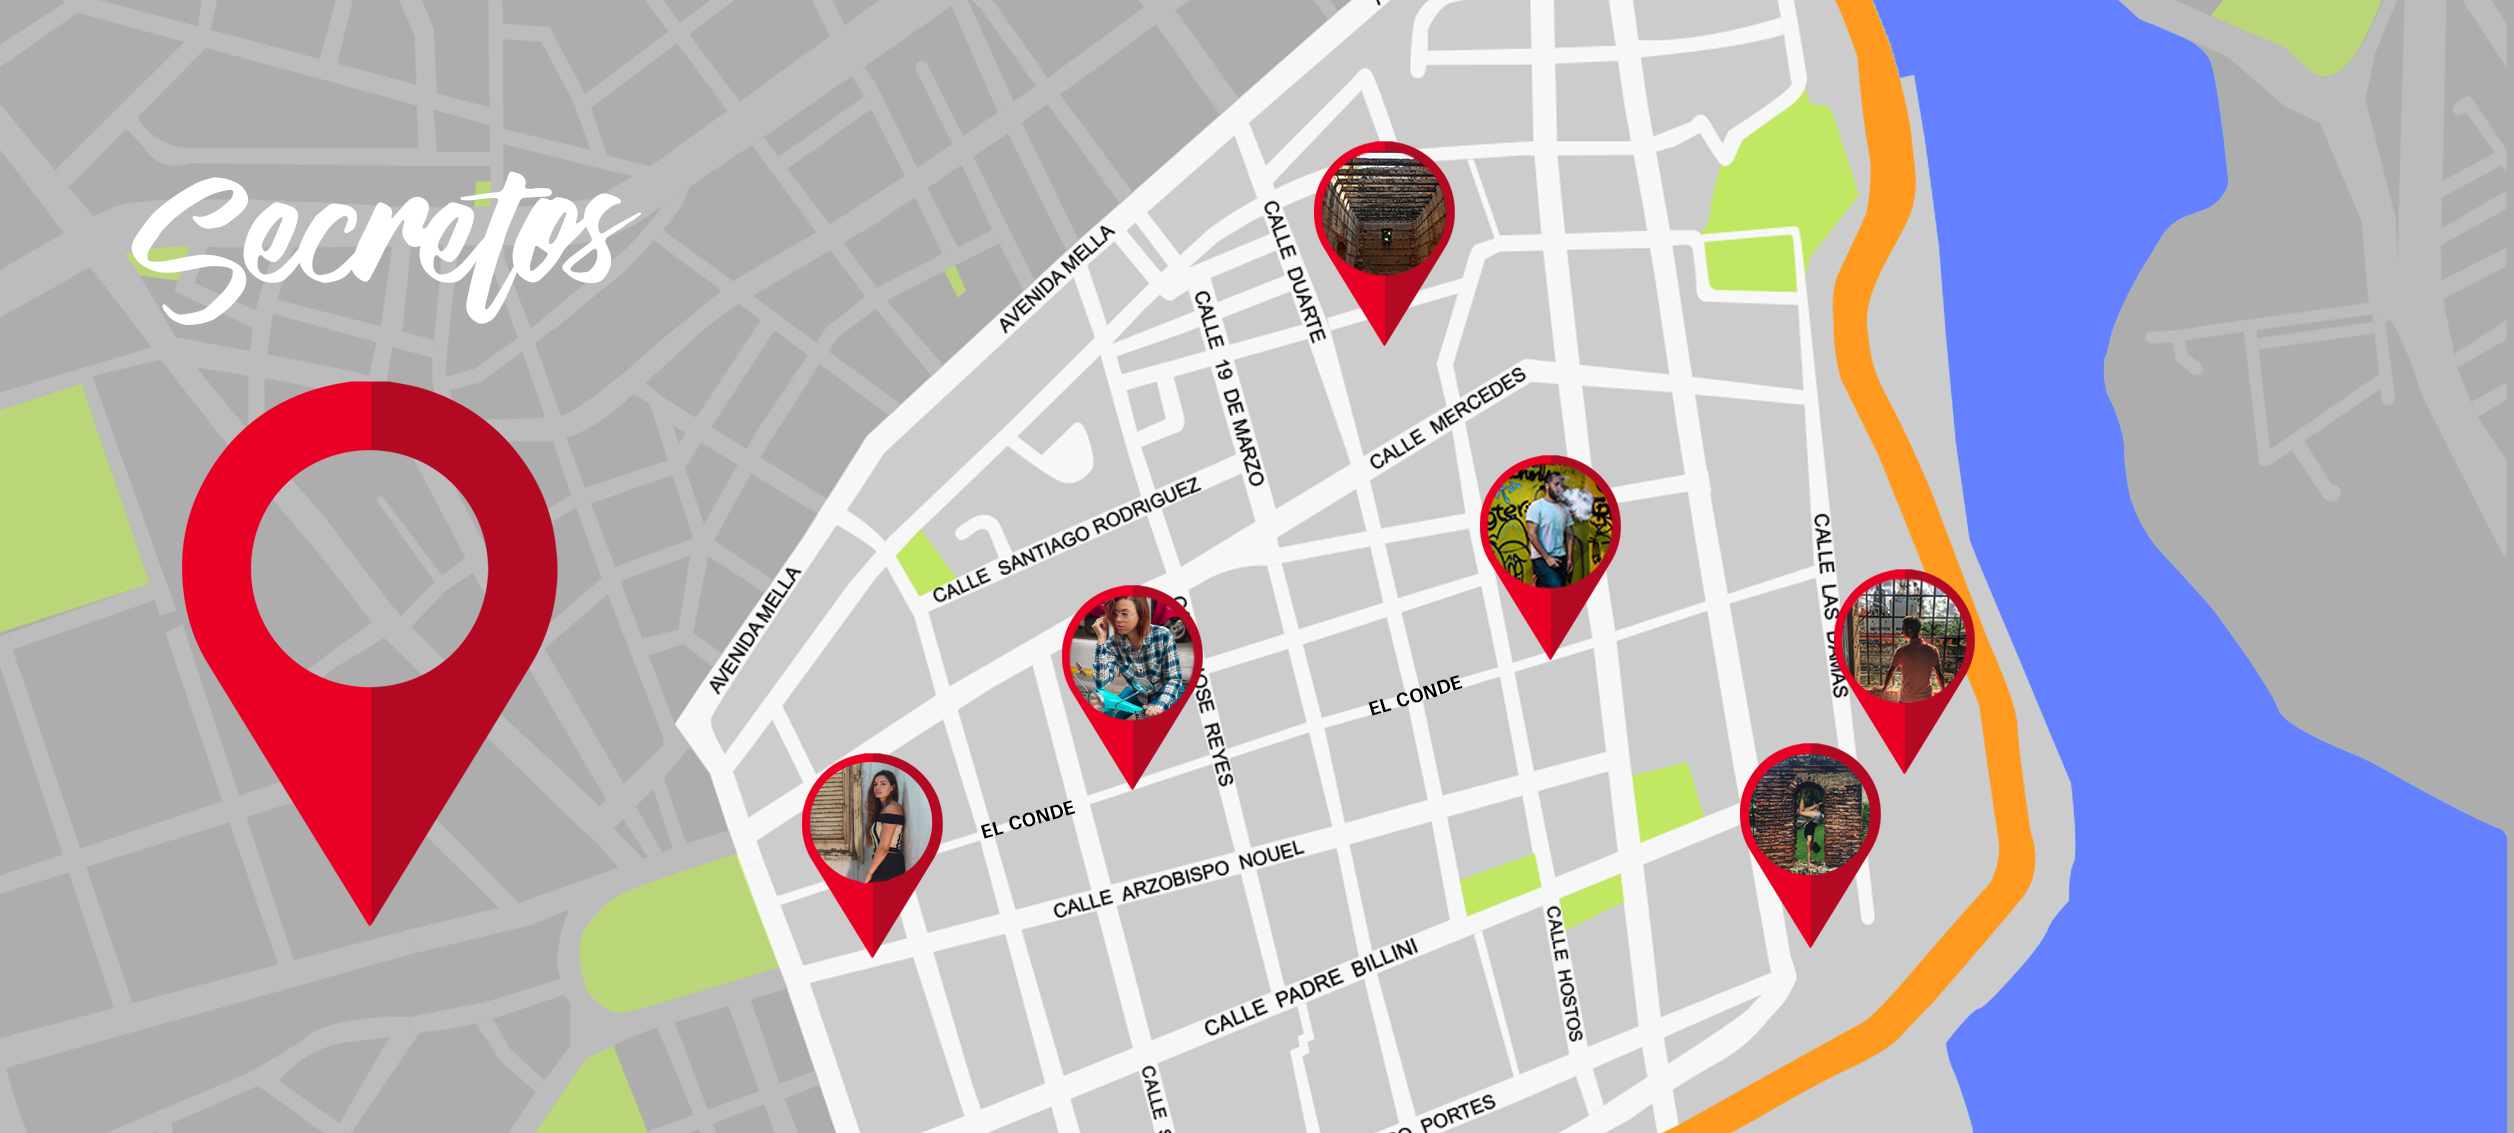 Secretos
AVENIDA MELLA
CALLE DUARTE
CALLE 19 DE MARZO
CALLE MERCEDES
CALLE SANTIAGO RODRIGUEZ
AVENIDA MELLA
CALLE LAS DAMAS
JOSE REYES
EL CONDE
EL CONDE
CALLE ARZOBISPO NOUEL
CALLE HOSTOS
CALLE PADRE BILLINI
CALLE
PORTES